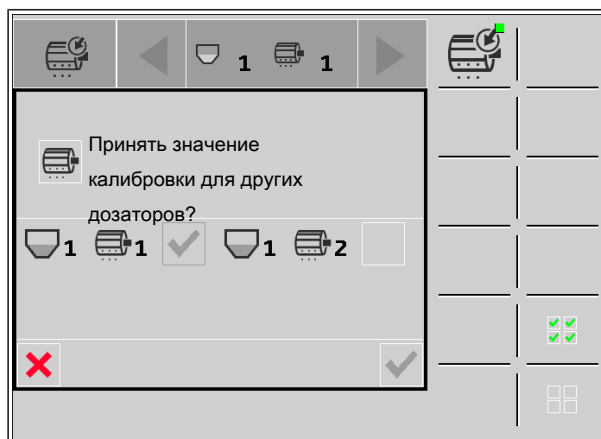 1 1
Принять значение
калибровки для других
дозаторов?
1 1 1 2